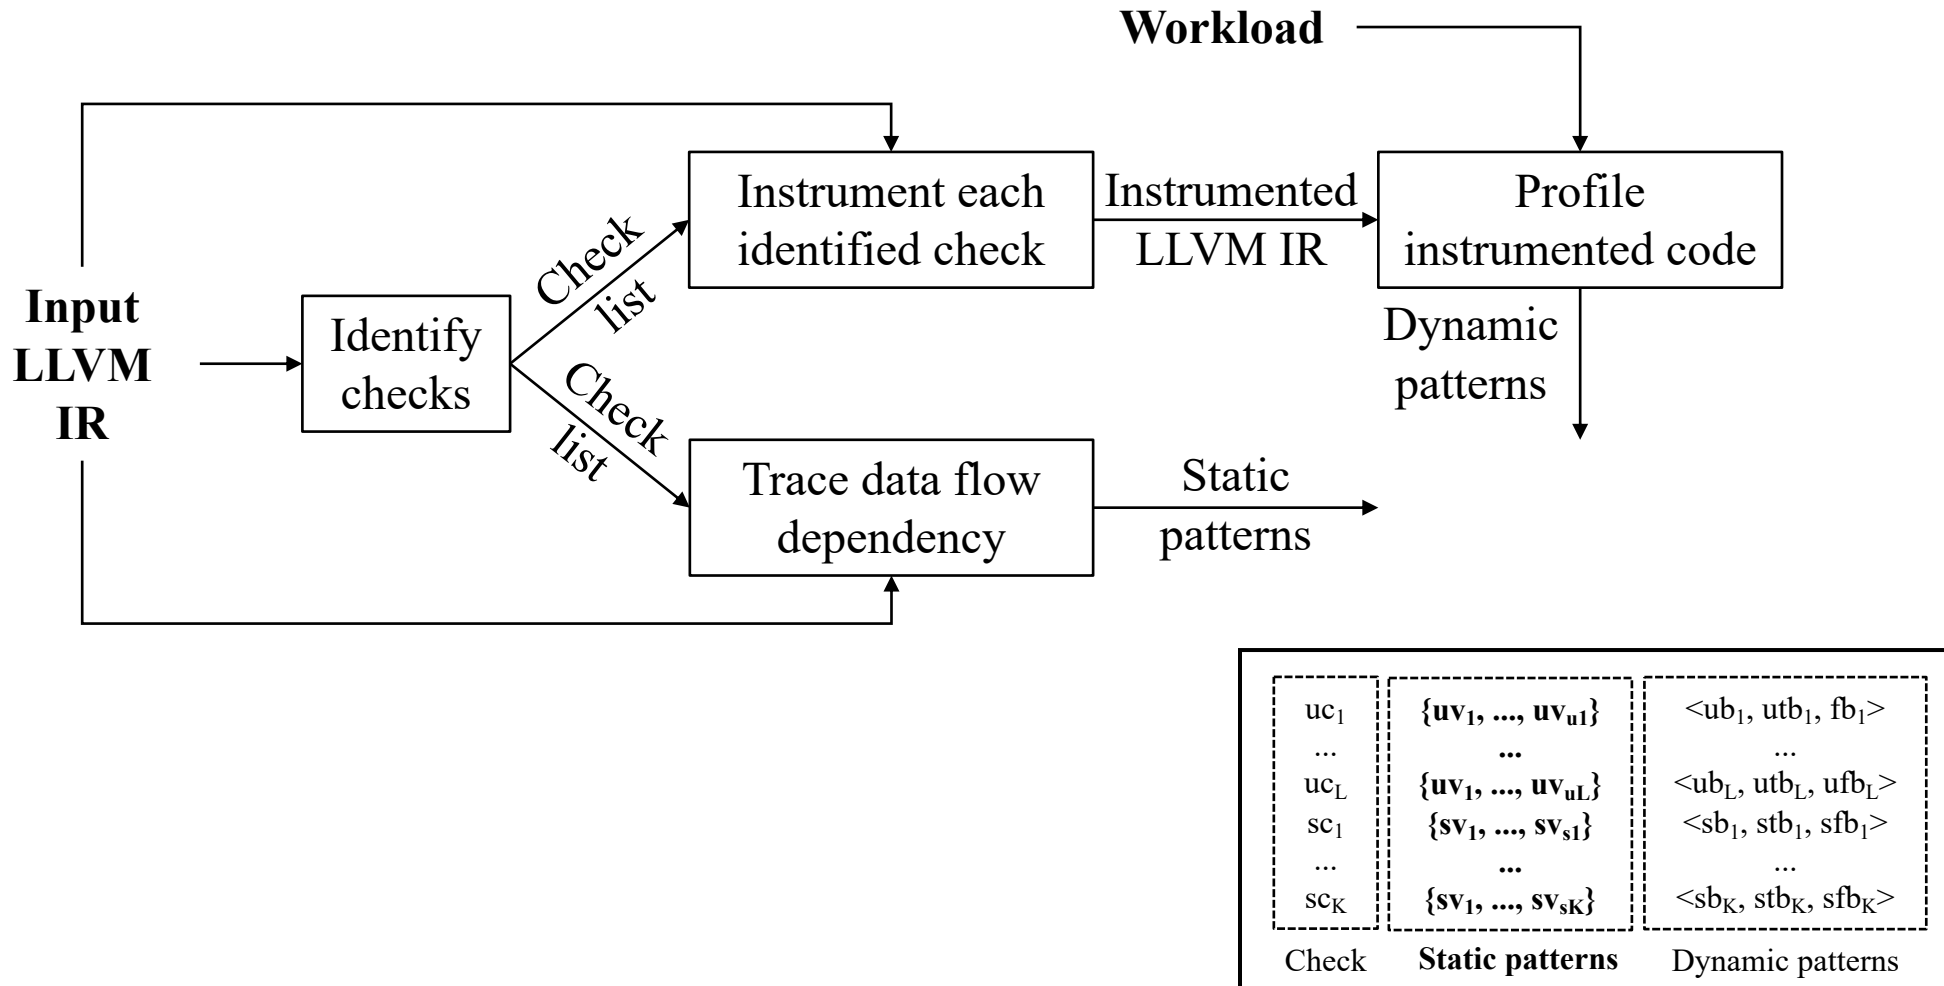 Workload
Input
LLVM
IR
Identify
checks
Check
list
Check
list
Instrument each
identified check
Instrumented
LLVM IR
Profile
instrumented code
Dynamic
patterns
Trace data flow
dependency
Static
patterns
uc1 {uv1, ..., uvu1} <ub1, utb1, fb1>
... ... ...
ucL {uv1, ..., uvuL} <ubL, utbL, ufbL>
sc1 {sv1, ..., svs1} <sb1, stb1, sfb1>
... ... ...
scK {sv1, ..., svsK} <sbK, stbK, sfbK>
Check Static patterns Dynamic patterns